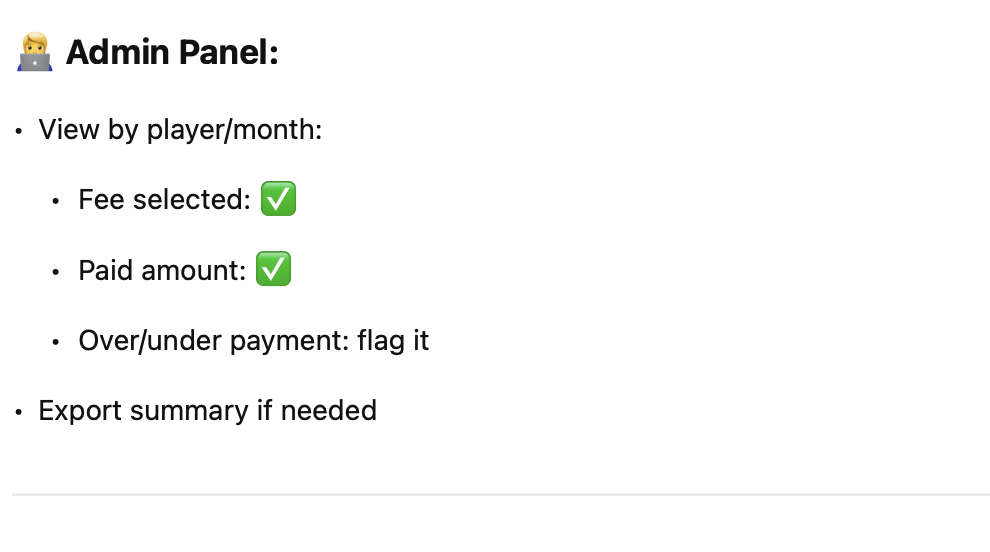 👨‍💻 Admin Panel:
• View by player/month:
• Fee selected: ✅
• Paid amount: ✅
• Over/under payment: flag it
• Export summary if needed